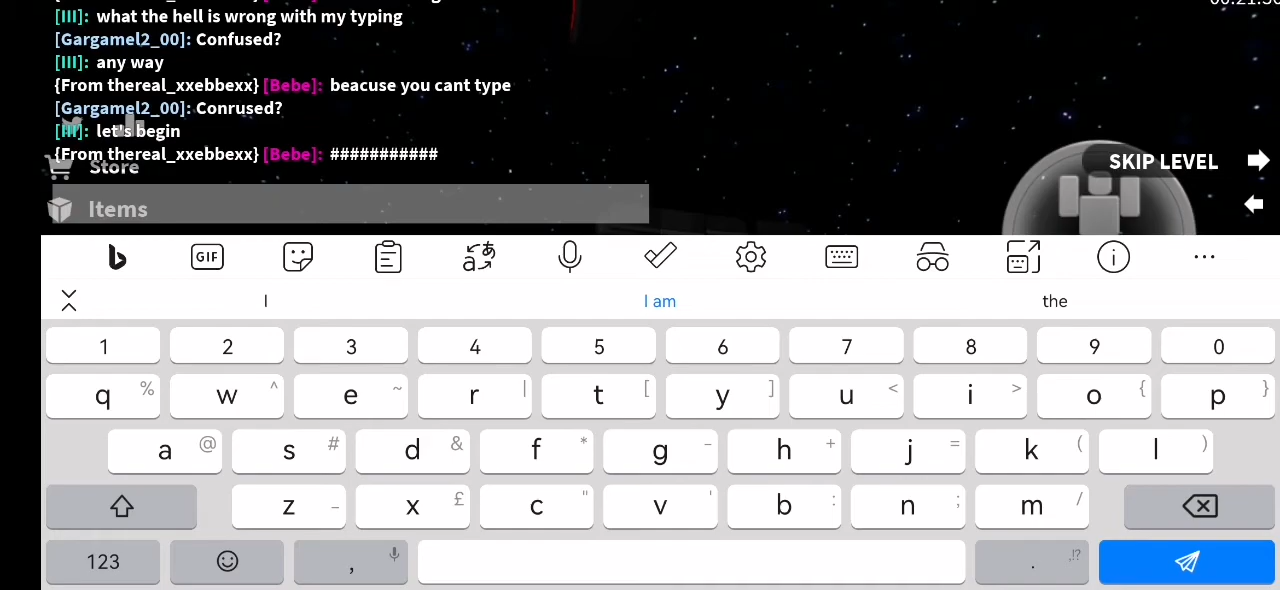 [III]: what the hell is wrong with my typing
[Gargamel2_00]: Confused?
[III]: any way
{From thereal_xxebbexx} [Bebe]: beacuse you cant type
[Gargamel2_00]: Conrused?
[III]: let's begin
{From thereal_xxebbexx} [Bebe]: ###########
Store
SKIP LEVEL
Items
GIF
I I am the
1 2 3 4 5 6 7 8 9 0
q % w ^ e ~ r | t [ y ] u < i > o { p }
a @ s # d & f * g - h + j = k ( l )
z _ x £ c " v ' b : n ; m /
123 , . ,!?